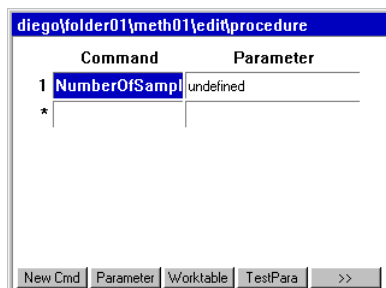 diego\folder01\meth01\edit\procedure
Command Parameter
1 NumberOfSampl undefined
*
New Cmd Parameter Worktable TestPara >>